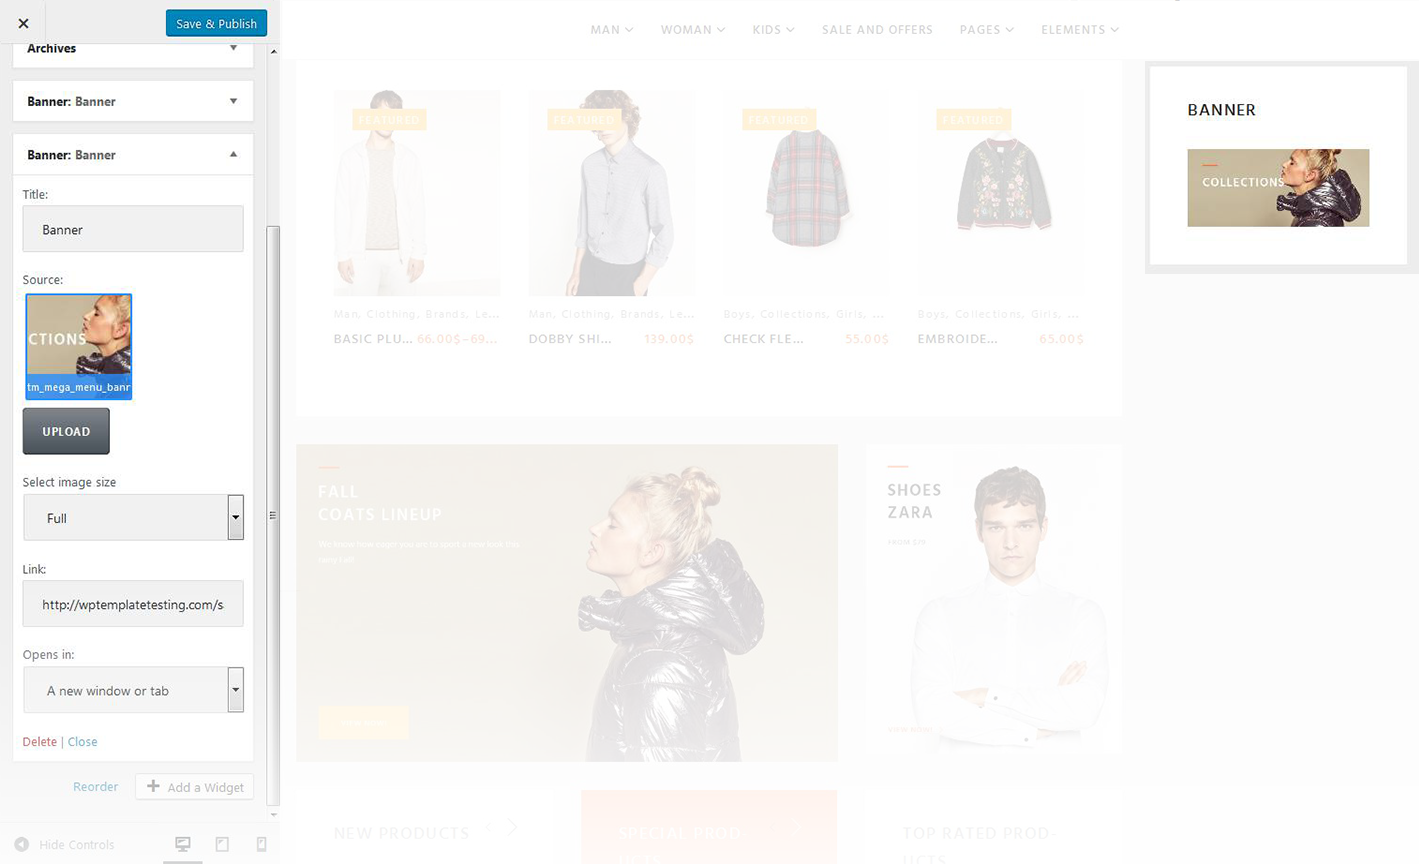 Save & Publish
Archives
Banner: Banner
Banner: Banner
Title:
Banner
Source:
CTIONS
tm_mega_menu_banr
UPLOAD
Select image size
Full
Link:
http://wptemplatetesting.com/s
Opens in:
A new window or tab
Delete | Close
Reorder
Add a Widget
Hide Controls
MAN
WOMAN
KIDS
SALE AND OFFERS
PAGES
ELEMENTS
FEATURED
FEATURED
FEATURED
FEATURED
Man, Clothing, Brands, Le...
Man, Clothing, Brands, Le...
Boys, Collections, Girls, ...
Boys, Collections, Girls, ...
BASIC PLU... 66.00$-69...
DOBBY SHI... 139.00$
CHECK FLE... 55.00$
EMBROIDE... 65.00$
FALL
COATS LINEUP
SHOES
ZARA
NEW PRODUCTS
SPECIAL PROD-
UCTS
TOP RATED PROD-
UCTS
BANNER
COLLECTIONS